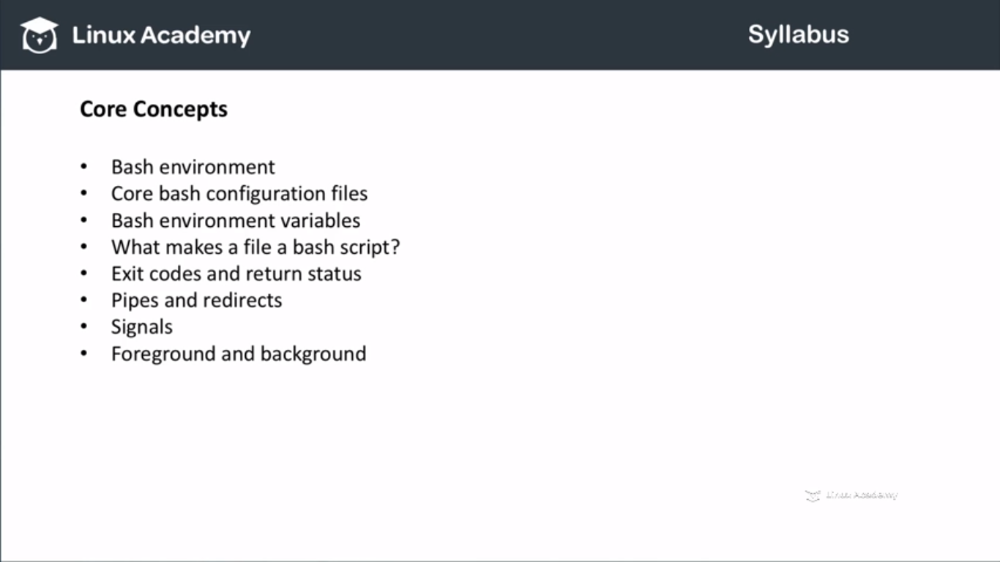 Linux Academy
Syllabus
Core Concepts
• Bash environment
• Core bash configuration files
• Bash environment variables
• What makes a file a bash script?
• Exit codes and return status
• Pipes and redirects
• Signals
• Foreground and background
Linux Academy